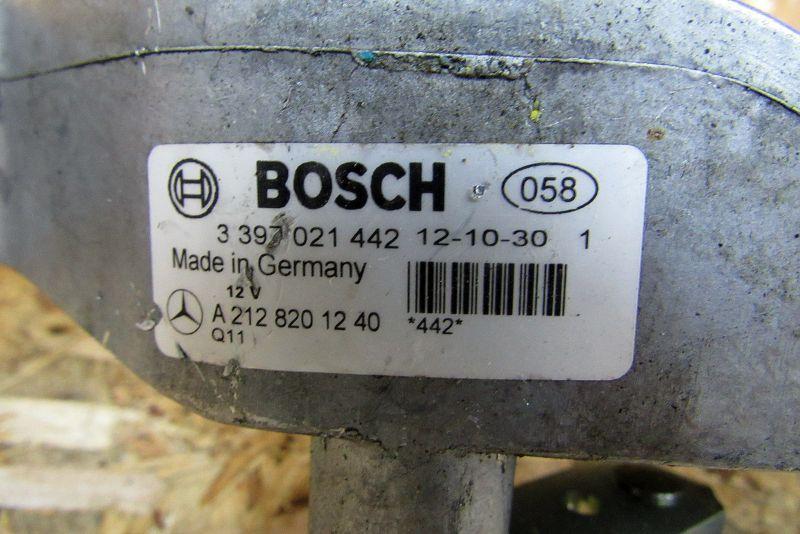 BOSCH 058
3 397 021 442 12-10-30 1
Made in Germany
12 V
A 212 820 12 40 *442*
Q11